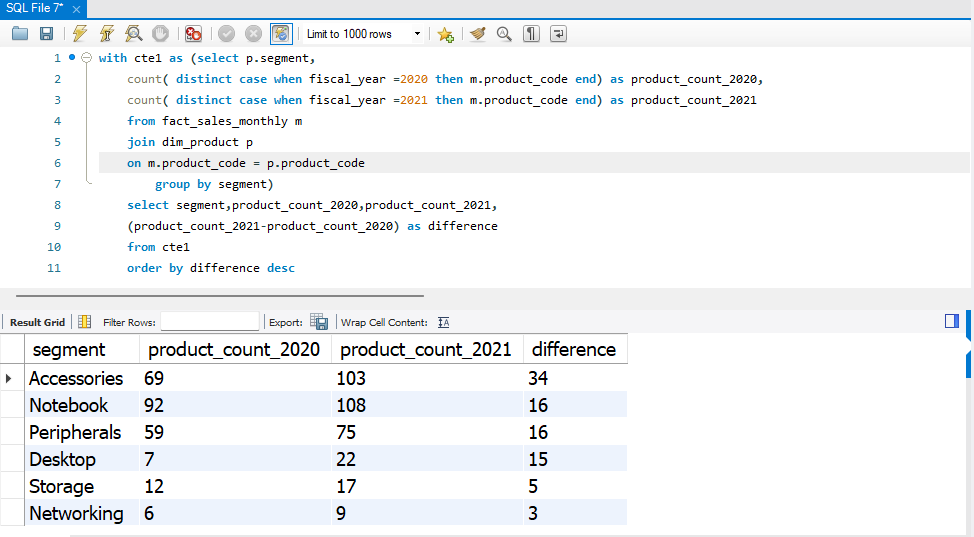 SQL File 7*
Limit to 1000 rows
1 with cte1 as (select p.segment,
2 count( distinct case when fiscal_year =2020 then m.product_code end) as product_count_2020,
3 count( distinct case when fiscal_year =2021 then m.product_code end) as product_count_2021
4 from fact_sales_monthly m
5 join dim_product p
6 on m.product_code = p.product_code
7 group by segment)
8 select segment,product_count_2020,product_count_2021,
9 (product_count_2021-product_count_2020) as difference
10 from cte1
11 order by difference desc
Result Grid Filter Rows: Export: Wrap Cell Content:
segment product_count_2020 product_count_2021 difference
Accessories 69 103 34
Notebook 92 108 16
Peripherals 59 75 16
Desktop 7 22 15
Storage 12 17 5
Networking 6 9 3